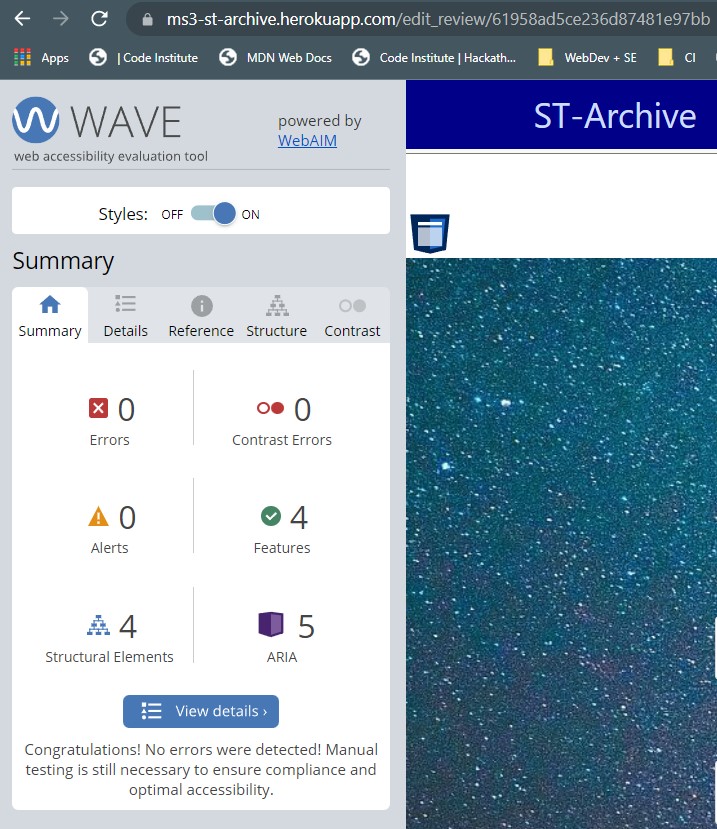 ms3-st-archive.herokuapp.com/edit_review/61958ad5ce236d87481e97bb
Apps
| Code Institute
MDN Web Docs
Code Institute | Hackath...
WebDev + SE
CI
WAVE
web accessibility evaluation tool
powered by
WebAIM
ST-Archive
Styles: OFF ON
Summary
Summary Details Reference Structure Contrast
0
Errors
0
Contrast Errors
0
Alerts
4
Features
4
Structural Elements
5
ARIA
View details ›
Congratulations! No errors were detected! Manual
testing is still necessary to ensure compliance and
optimal accessibility.